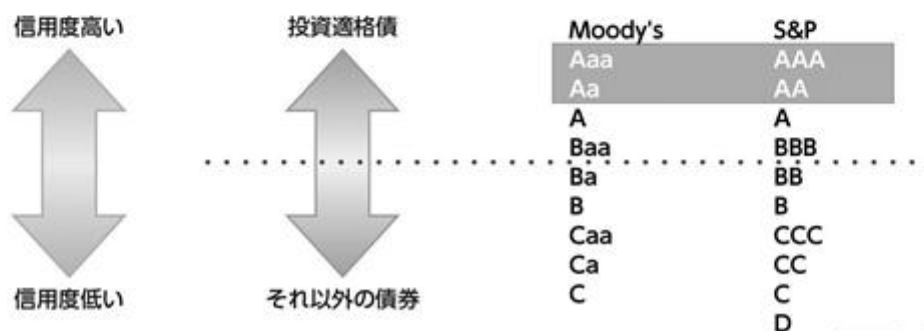 信用度高い 投資適格債 Moody's S&P
Aaa AAA
Aa AA
A A
Baa BBB
Ba BB
B B
Caa CCC
Ca CC
信用度低い それ以外の債券 C C
D